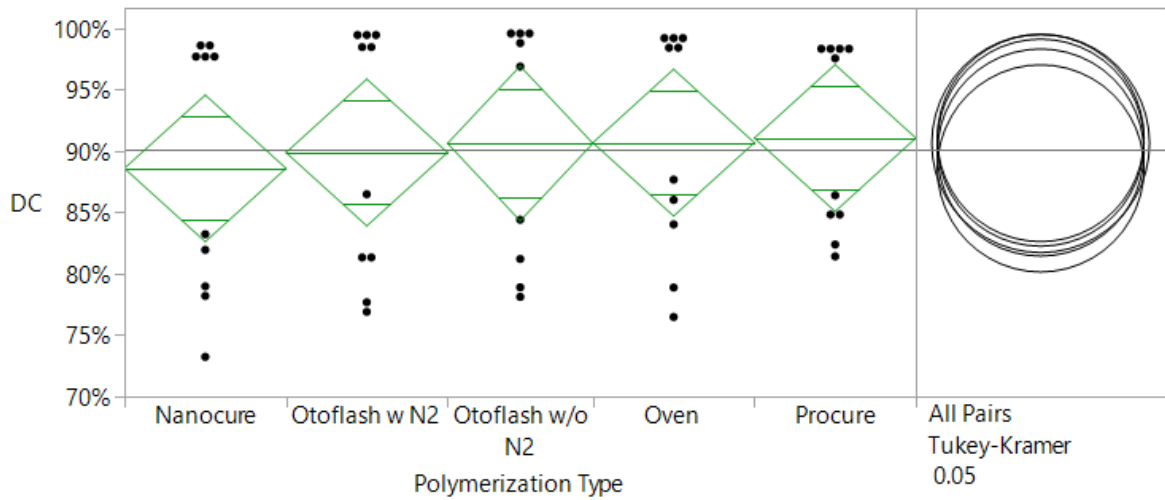 100%
95%
90%
85%
80%
75%
70%
DC
Nanocure
Otoflash w N2
Otoflash w/o
N2
Oven
Procure
Polymerization Type
All Pairs
Tukey-Kramer
0.05